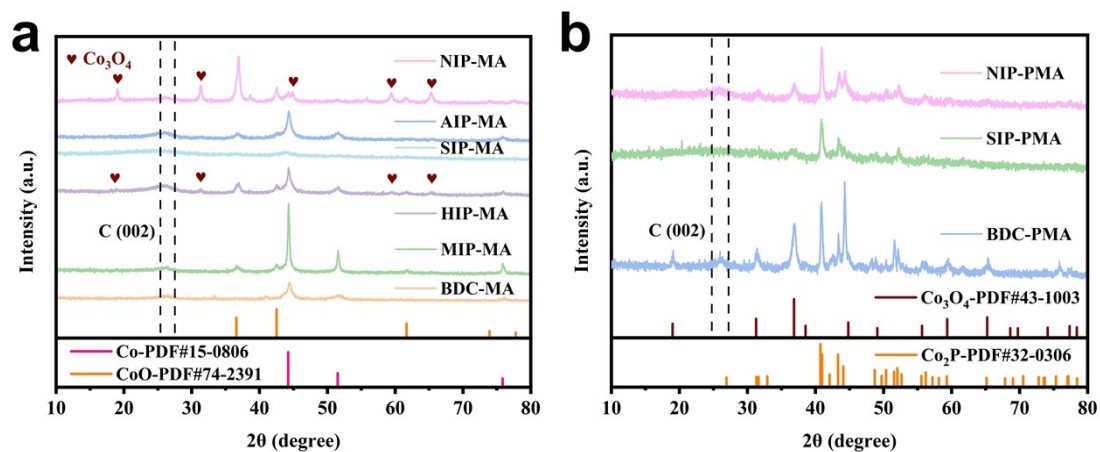 a
♥ Co₃O₄
NIP-MA
AIP-MA
SIP-MA
HIP-MA
C (002)
MIP-MA
BDC-MA
Co-PDF#15-0806
CoO-PDF#74-2391
Intensity (a.u.)
10 20 30 40 50 60 70 80
2θ (degree)
b
NIP-PMA
SIP-PMA
C (002)
BDC-PMA
Co₃O₄-PDF#43-1003
Co₂P-PDF#32-0306
Intensity (a.u.)
10 20 30 40 50 60 70 80
2θ (degree)